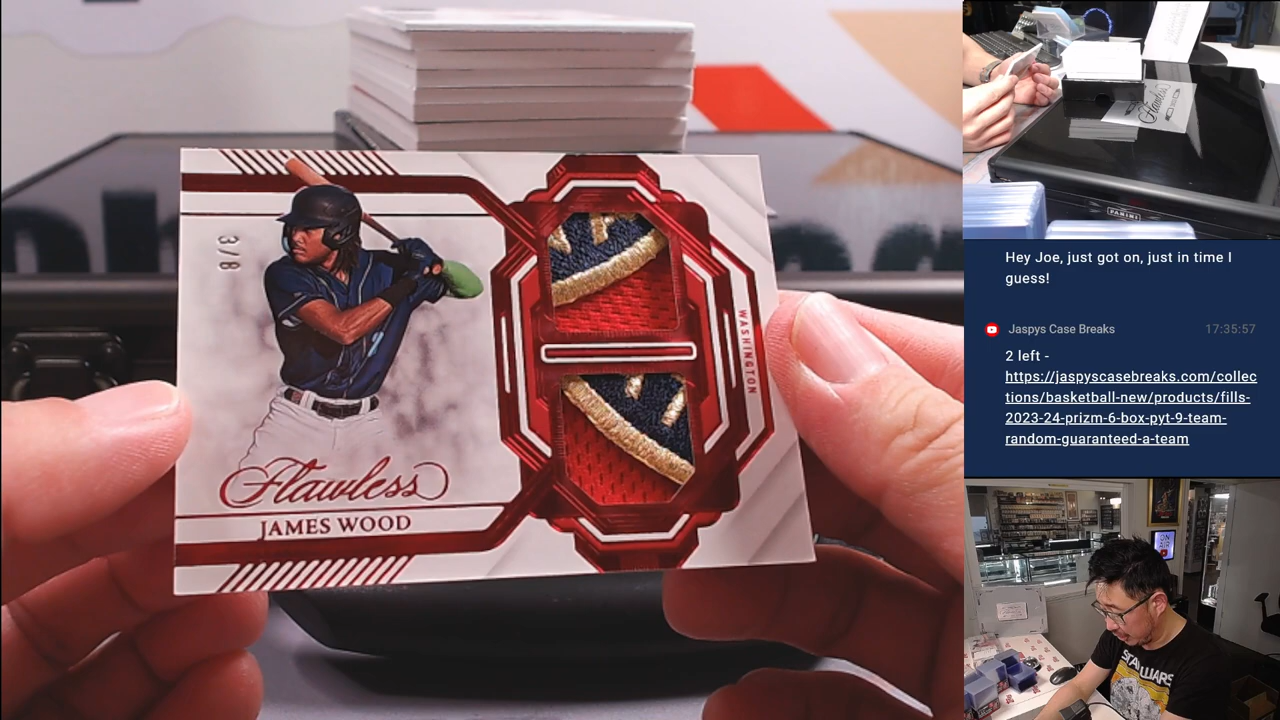 3/8
WASHINGTON
Flawless
JAMES WOOD
Flawless
PANINI
Hey Joe, just got on, just in time I
guess!
Jaspys Case Breaks 17:35:57
2 left -
https://jaspyscasebreaks.com/collec
tions/basketball-new/products/fills-
2023-24-prizm-6-box-pyt-9-team-
random-guaranteed-a-team
ON
AIR
STAR WARS